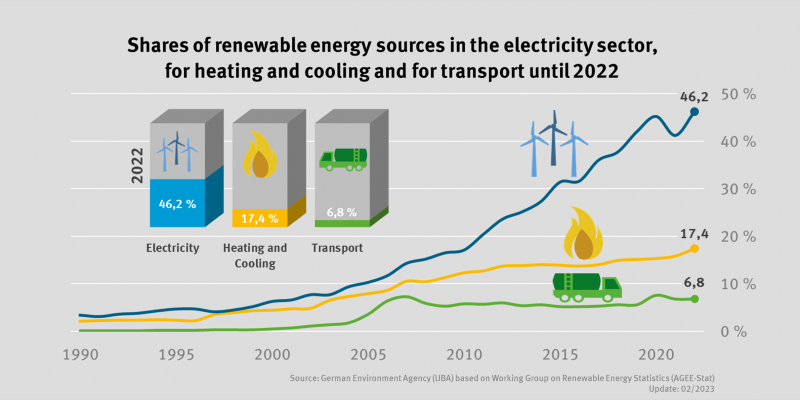 Shares of renewable energy sources in the electricity sector,
for heating and cooling and for transport until 2022
2022
46,2 %
17,4 %
6,8 %
Electricity
Heating and
Cooling
Transport
46,2
17,4
6,8
50 %
40 %
30 %
20 %
10 %
0 %
1990
1995
2000
2005
2010
2015
2020
Source: German Environment Agency (UBA) based on Working Group on Renewable Energy Statistics (AGEE-Stat)
Update: 02/2023